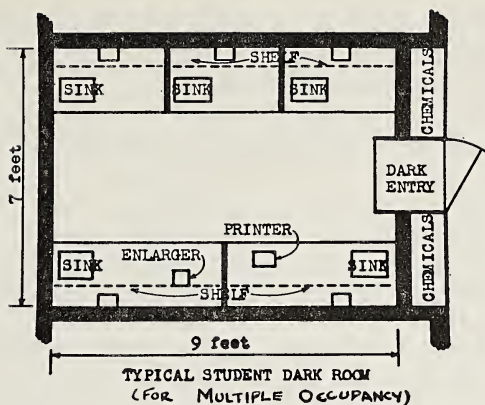 SHELF
SINK
SINK
SINK
CHEMICALS
7 feet
DARK
ENTRY
PRINTER
ENLARGER
SINK
SINK
SHELF
CHEMICALS
9 feet
TYPICAL STUDENT DARK ROOM
(FOR MULTIPLE OCCUPANCY)